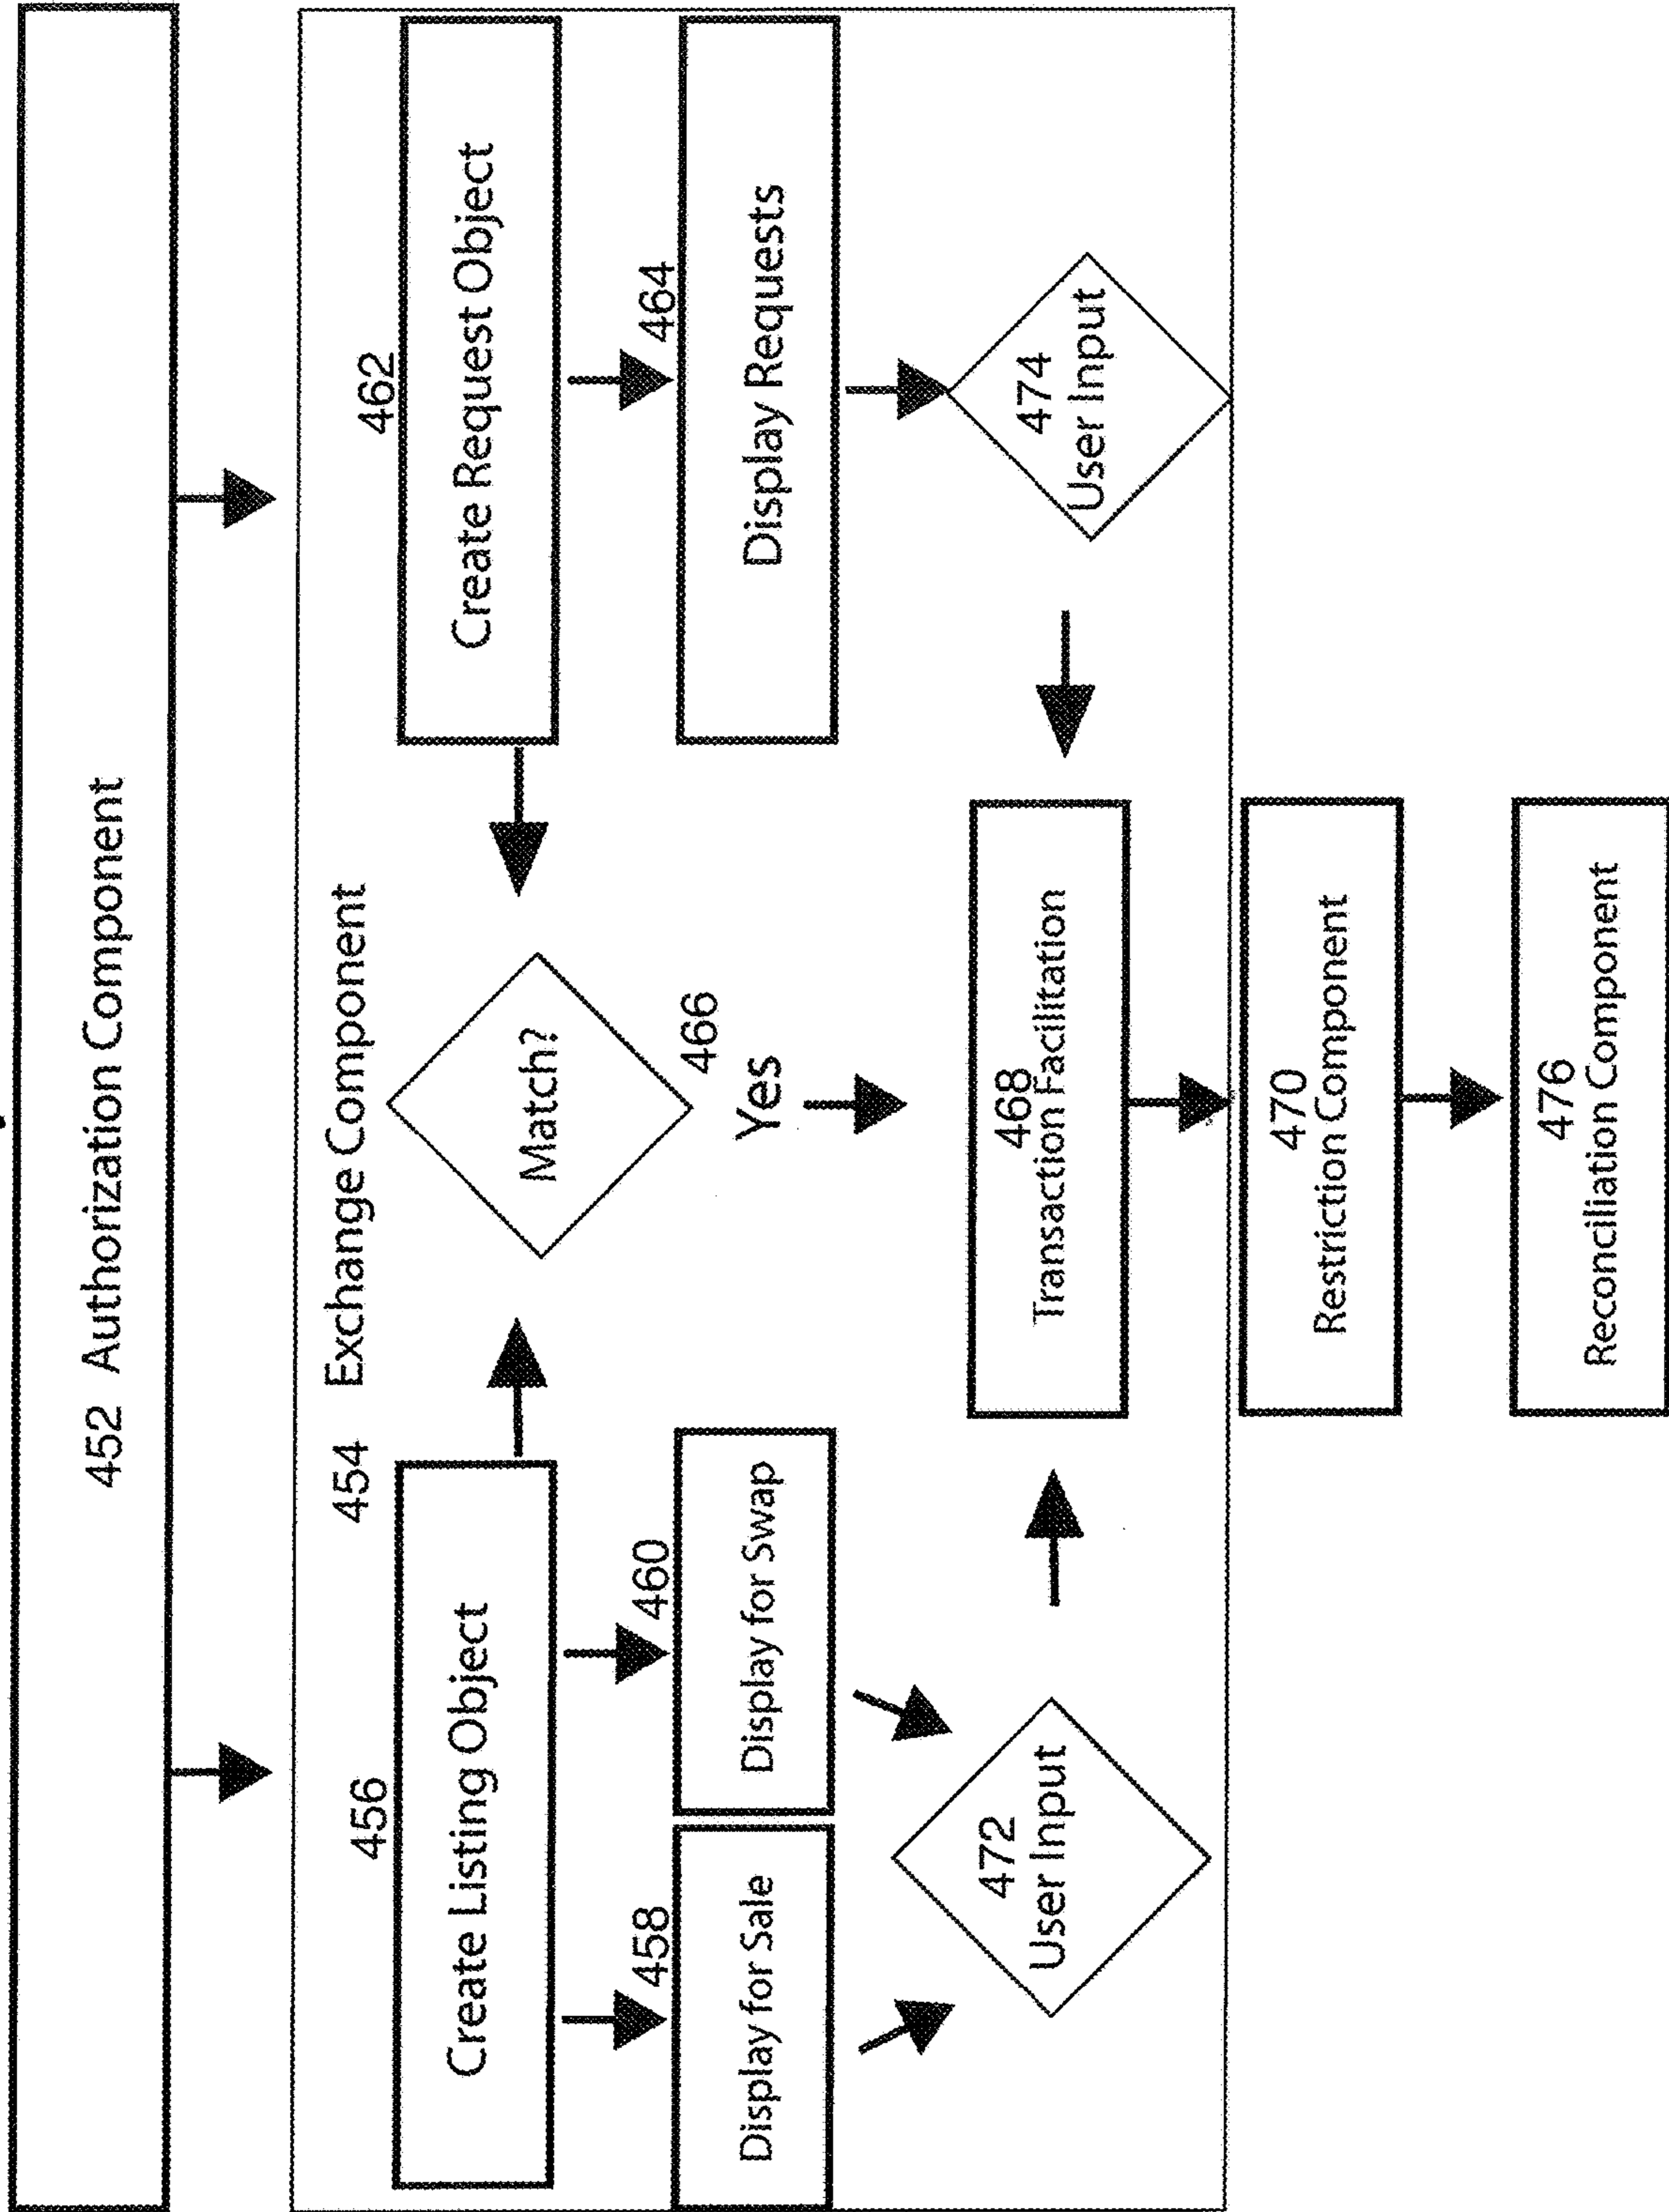 452 Authorization Component
454 Exchange Component
456
Create Listing Object
462
Create Request Object
Match?
466
Yes
458
Display for Sale
460
Display for Swap
464
Display Requests
472
User Input
468
Transaction Facilitation
474
User Input
470
Restriction Component
476
Reconciliation Component